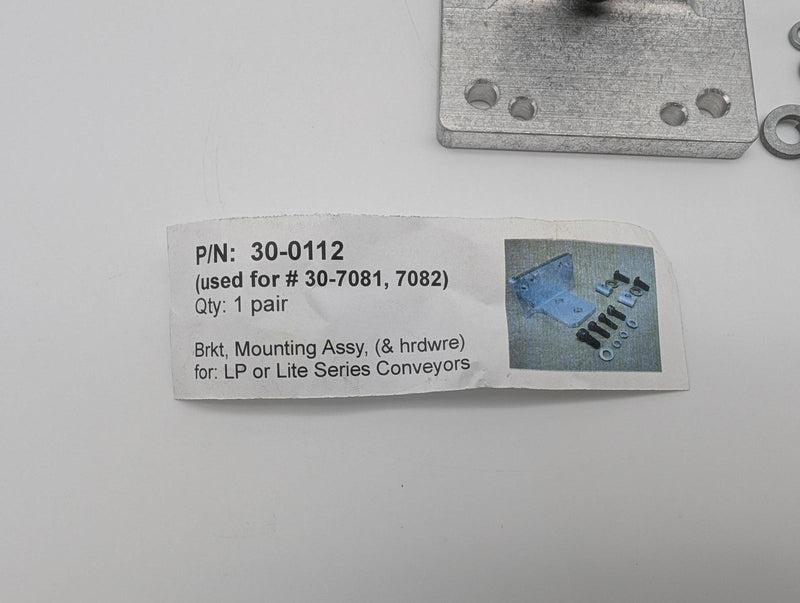 P/N: 30-0112
(used for # 30-7081, 7082)
Qty: 1 pair
Brkt, Mounting Assy, (& hrdwre)
for: LP or Lite Series Conveyors